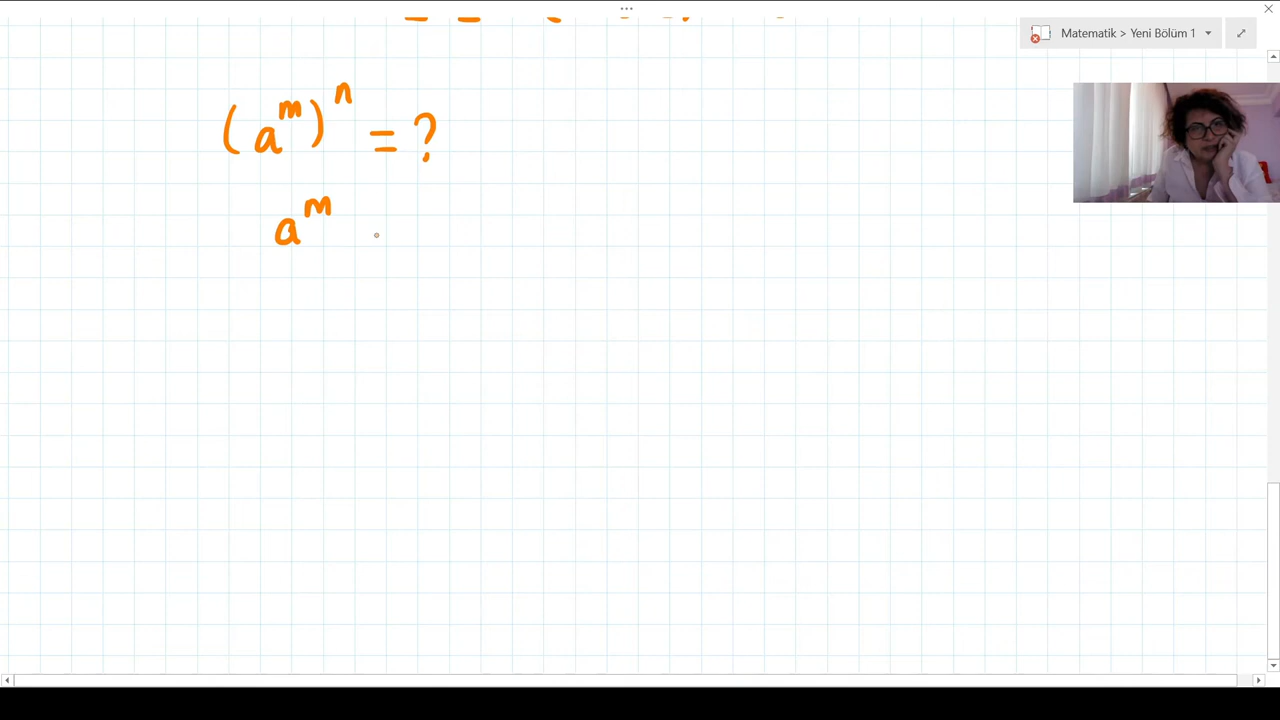 Matematik > Yeni Bölüm 1
(a^m)^n = ?
a^m